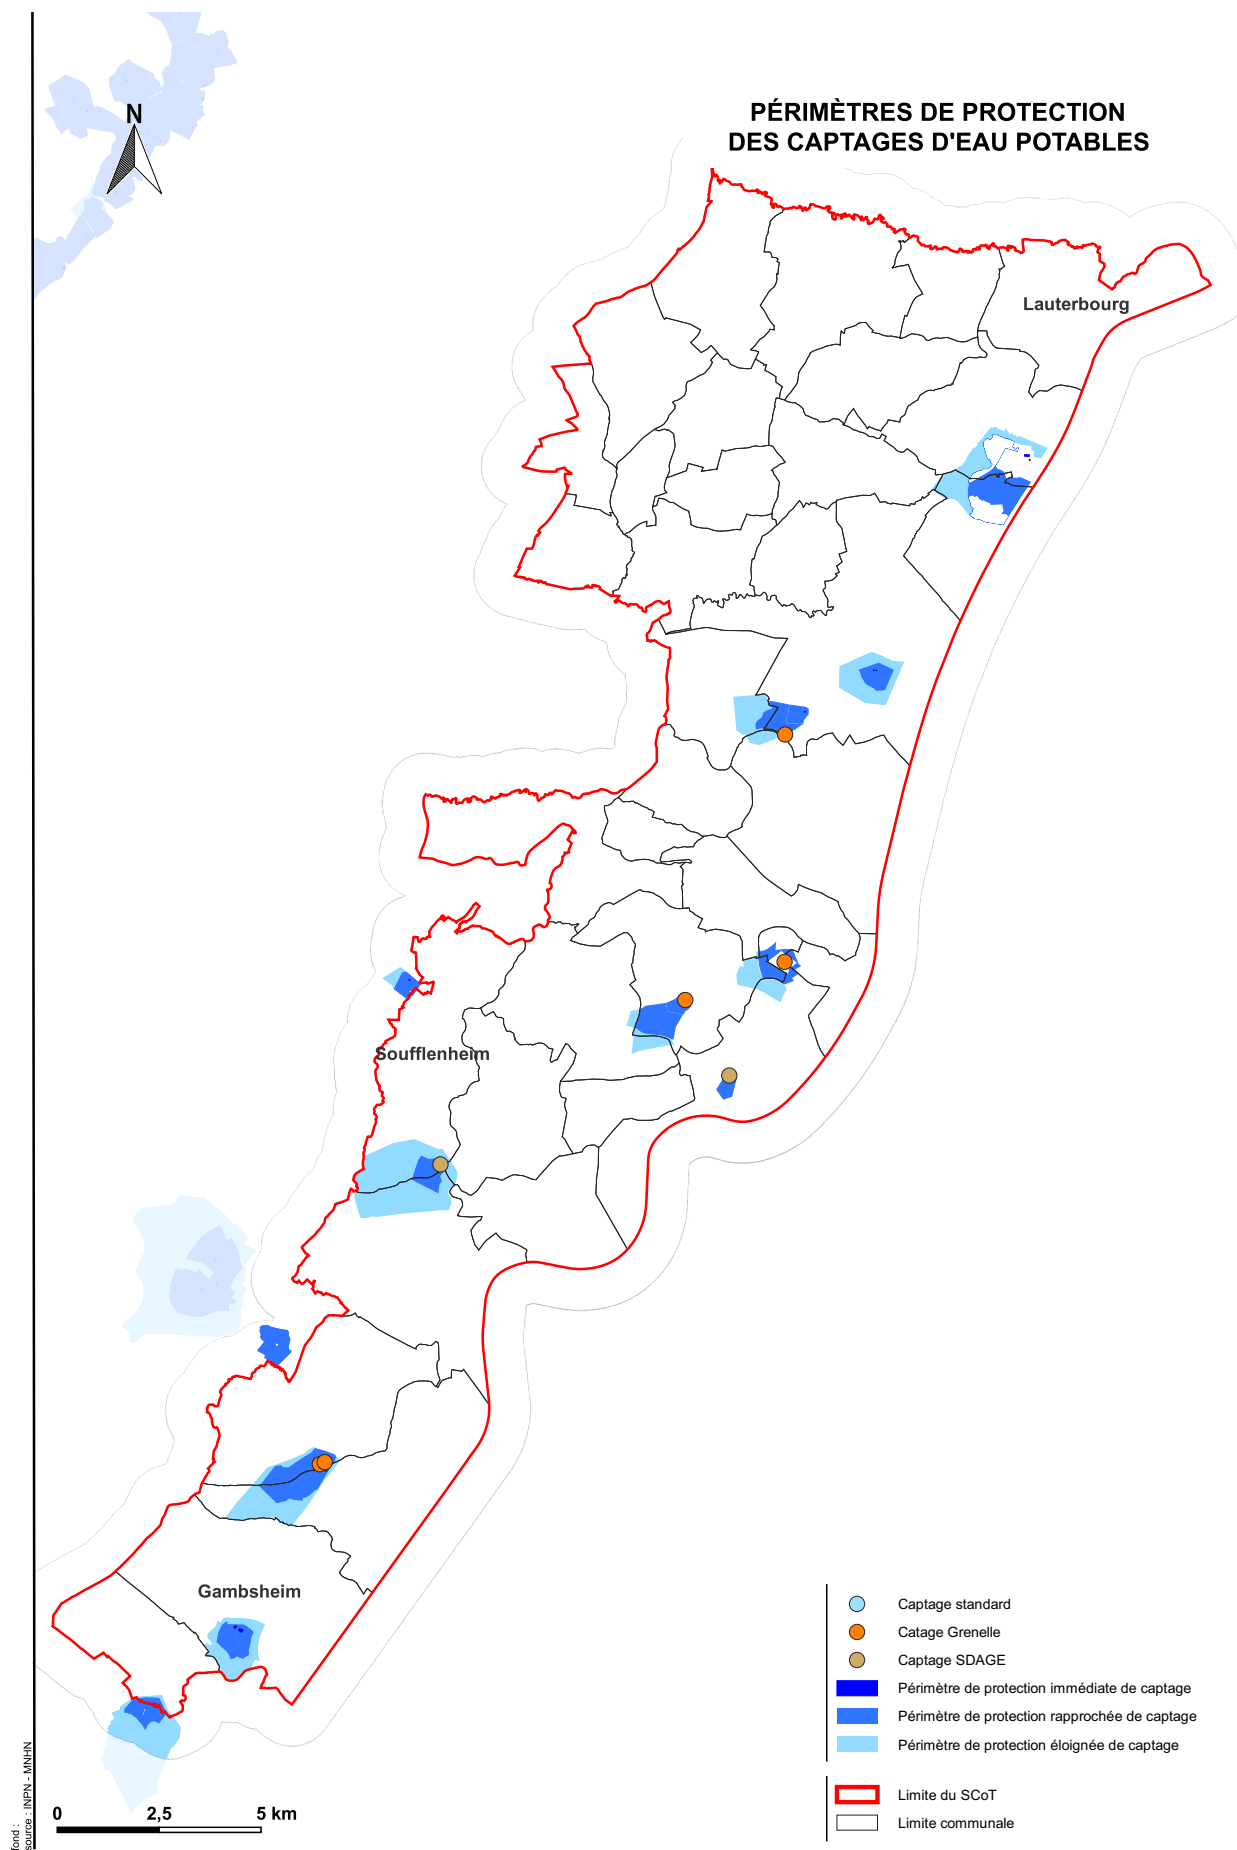 N
PÉRIMÈTRES DE PROTECTION
DES CAPTAGES D'EAU POTABLES
Lauterbourg
Soufflenheim
Gambsheim
Captage standard
Catage Grenelle
Captage SDAGE
Périmètre de protection immédiate de captage
Périmètre de protection rapprochée de captage
Périmètre de protection éloignée de captage
Limite du SCoT
Limite communale
0 2,5 5 km
fond :
source : INPN - MNHN